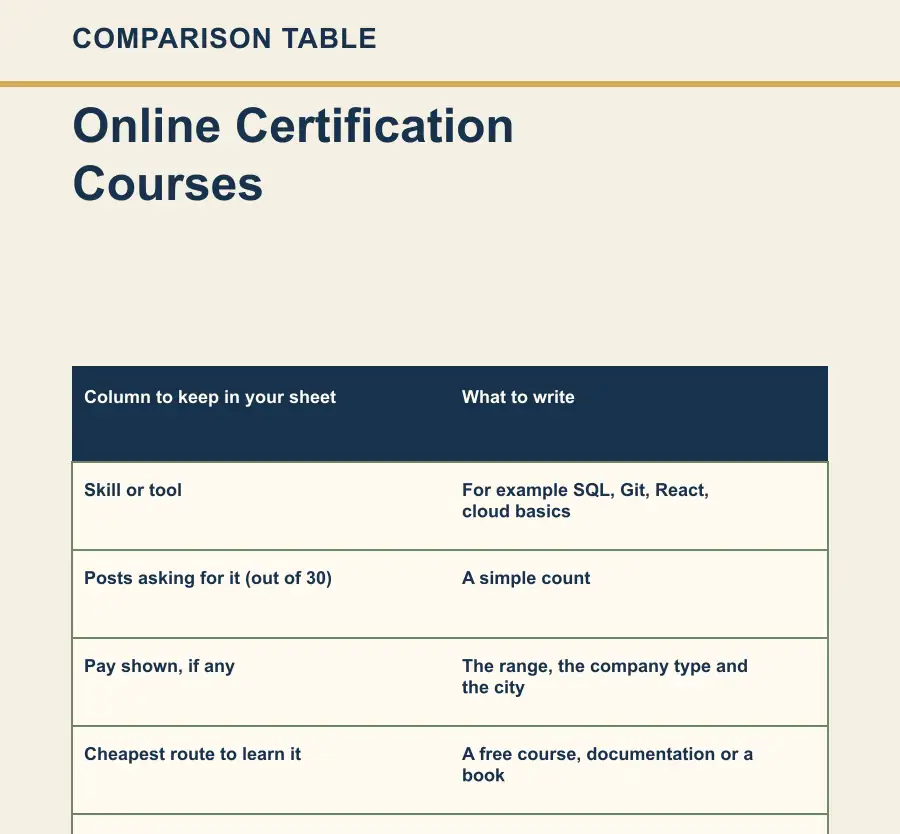 COMPARISON TABLE
Online Certification
Courses
Column to keep in your sheet
What to write
Skill or tool
For example SQL, Git, React,
cloud basics
Posts asking for it (out of 30)
A simple count
Pay shown, if any
The range, the company type and
the city
Cheapest route to learn it
A free course, documentation or a
book